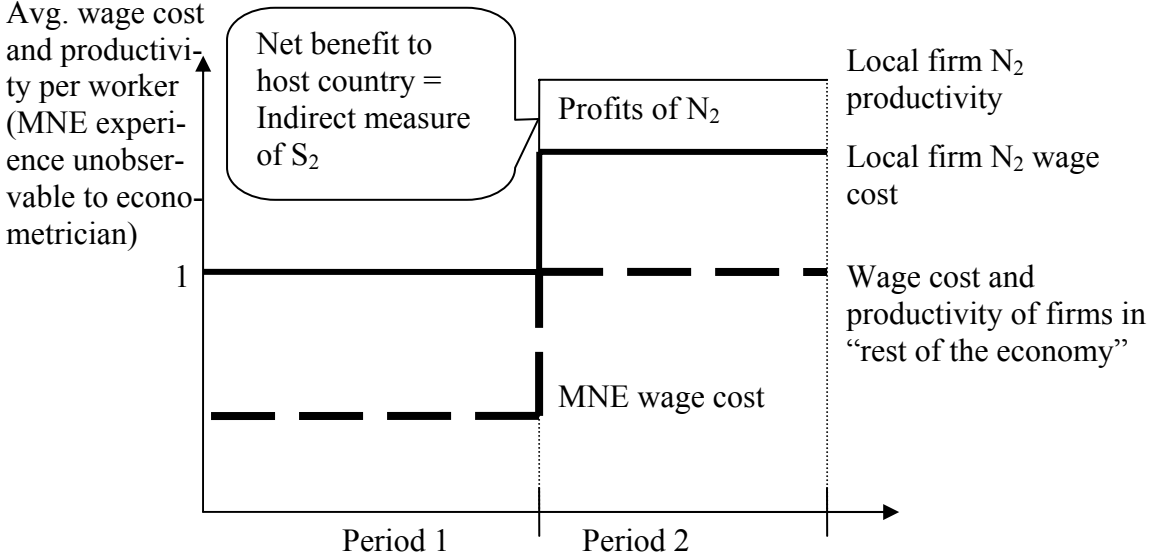 Avg. wage cost
and productivi-
ty per worker
(MNE experi-
ence unobser-
vable to econo-
metrician)
Net benefit to
host country =
Indirect measure
of S₂
Profits of N₂
Local firm N₂
productivity
Local firm N₂ wage
cost
1
Wage cost and
productivity of firms in
“rest of the economy”
MNE wage cost
Period 1
Period 2